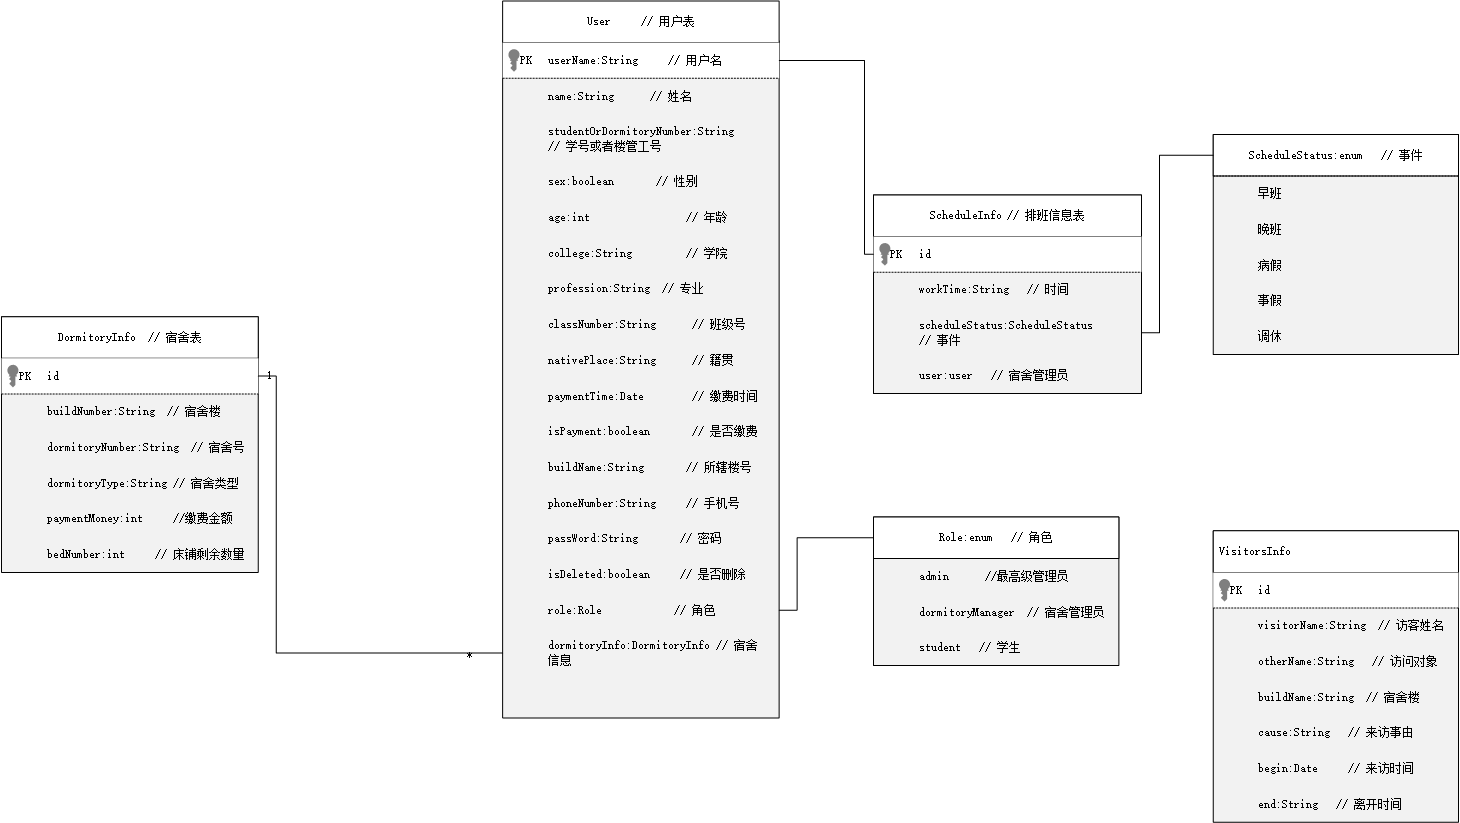 User // 用户表
PK userName:String // 用户名
name:String // 姓名
studentOrDormitoryNumber:String
// 学号或者楼管工号
sex:boolean // 性别
age:int // 年龄
college:String // 学院
profession:String // 专业
classNumber:String // 班级号
nativePlace:String // 籍贯
paymentTime:Date // 缴费时间
isPayment:boolean // 是否缴费
buildName:String // 所辖楼号
phoneNumber:String // 手机号
passWord:String // 密码
isDeleted:boolean // 是否删除
role:Role // 角色
dormitoryInfo:DormitoryInfo // 宿舍
信息
DormitoryInfo // 宿舍表
PK id
buildNumber:String // 宿舍楼
dormitoryNumber:String // 宿舍号
dormitoryType:String // 宿舍类型
paymentMoney:int //缴费金额
bedNumber:int // 床铺剩余数量
1
*
ScheduleInfo // 排班信息表
PK id
workTime:String // 时间
scheduleStatus:ScheduleStatus
// 事件
user:user // 宿舍管理员
ScheduleStatus:enum // 事件
早班
晚班
病假
事假
调休
Role:enum // 角色
admin //最高级管理员
dormitoryManager // 宿舍管理员
student // 学生
VisitorsInfo
PK id
visitorName:String // 访客姓名
otherName:String // 访问对象
buildName:String // 宿舍楼
cause:String // 来访事由
begin:Date // 来访时间
end:String // 离开时间